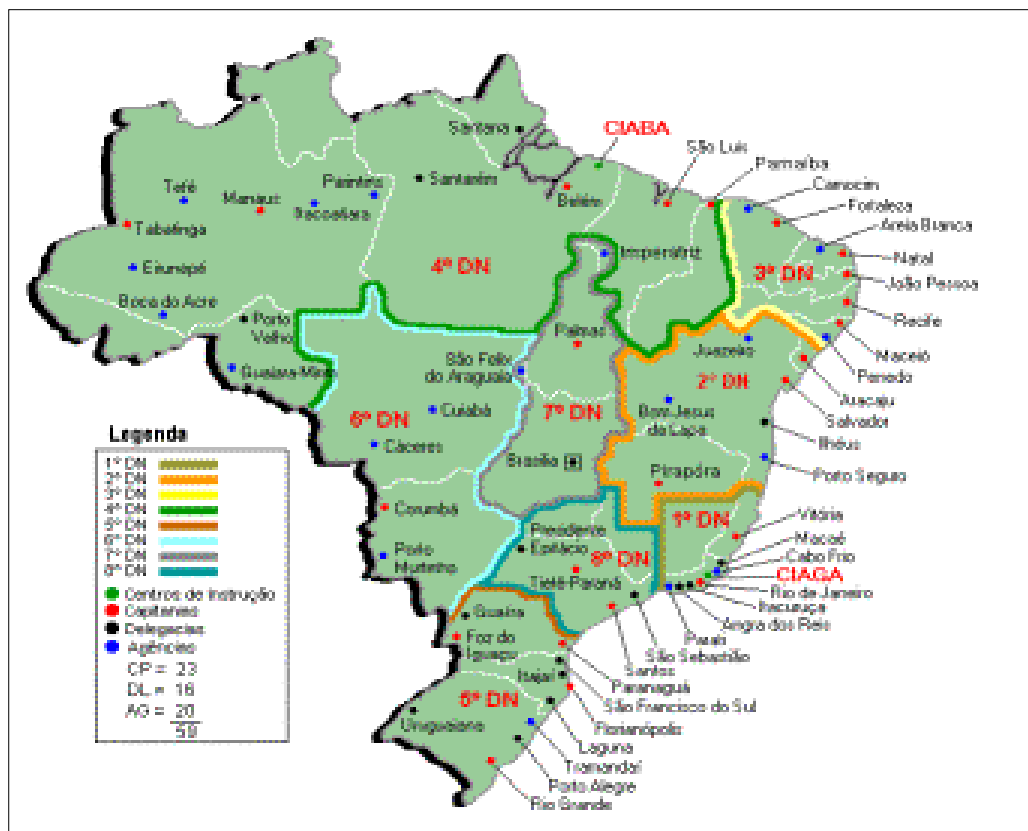 CIABA
Santana
São Luis
Parnaíba
Camocim
Fortaleza
Areia Branca
Natal
João Pessoa
Recife
Maceió
Penedo
Aracaju
Salvador
Ilhéus
Porto Seguro
Tefé
Manaus
Parintins
Itacoatiara
Santarém
Belém
Tabatinga
Eirunepé
Boca do Acre
4º DN
Imperatriz
3º DN
Porto
Velho
Guajara-Mirim
Palmas
São Felix
do Araguaia
Juazeiro
2º DN
7º DN
Bom Jesus
da Lapa
6º DN
Cuiabá
Cáceres
Brasília
Pirapóra
Corumbá
Porto
Murtinho
Presidente
Epitácio
8º DN
1º DN
Vitória
Macaé
Cabo Frio
CIAGA
Rio de Janeiro
Itacuruça
Angra dos Reis
Parati
São Sebastião
Santos
Paranaguá
São Francisco do Sul
Florianópolis
Laguna
Tramandaí
Porto Alegre
Rio Grande
Tietê-Paraná
Guaíra
Foz do
Iguaçu
Itajaí
5º DN
Uruguaiana
Legenda
1º DN
2º DN
3º DN
4º DN
5º DN
6º DN
7º DN
8º DN
Centros de Instrução
Capitanias
Delegacias
Agências
CP = 23
DL = 16
AG = 20
59